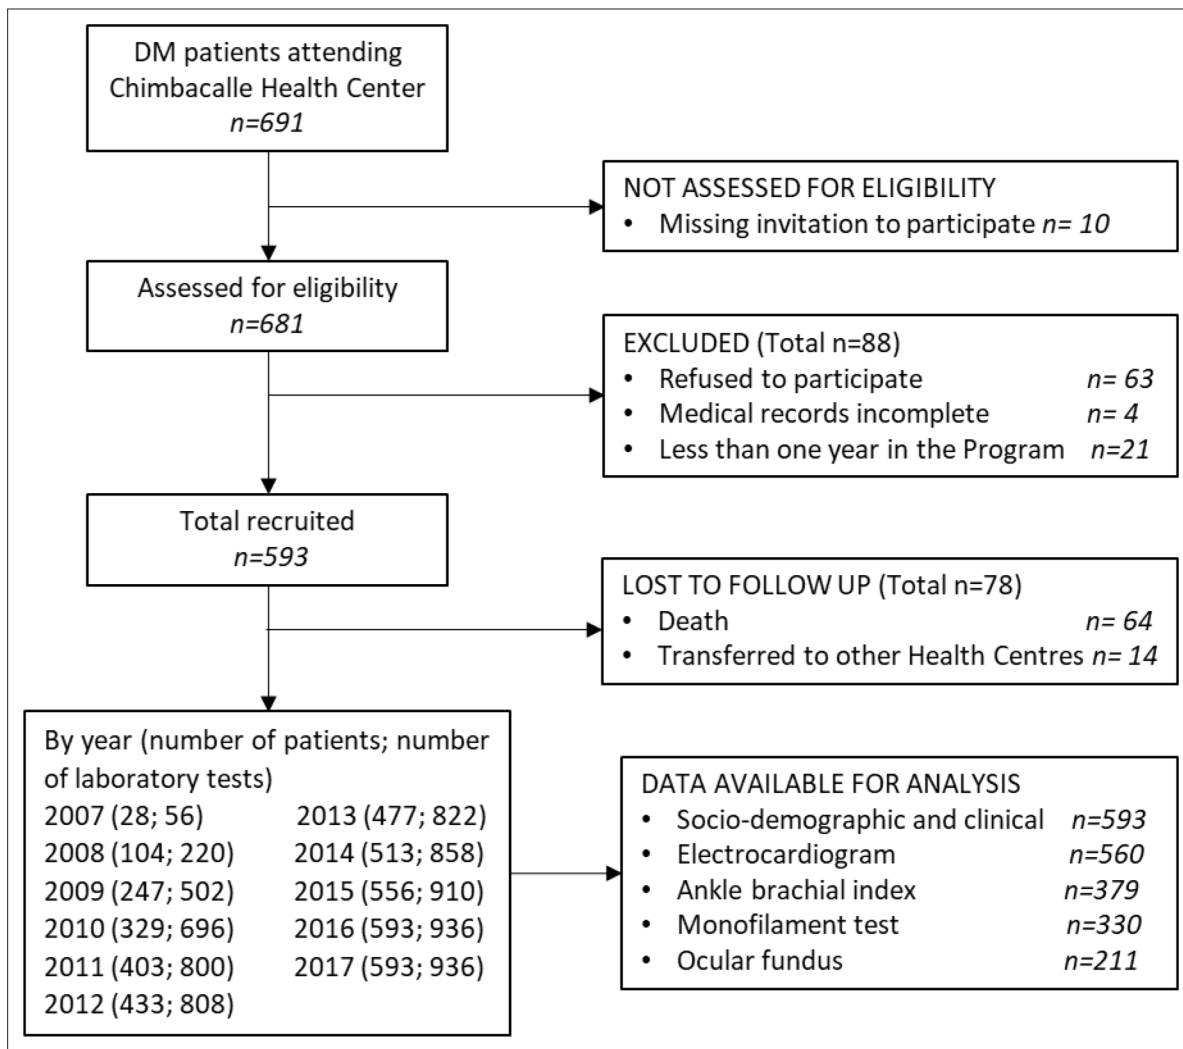 DM patients attending
Chimbacalle Health Center
n=691
NOT ASSESSED FOR ELIGIBILITY
• Missing invitation to participate n= 10
Assessed for eligibility
n=681
EXCLUDED (Total n=88)
• Refused to participate n= 63
• Medical records incomplete n= 4
• Less than one year in the Program n=21
Total recruited
n=593
LOST TO FOLLOW UP (Total n=78)
• Death n= 64
• Transferred to other Health Centres n= 14
By year (number of patients; number
of laboratory tests)
2007 (28; 56) 2013 (477; 822)
2008 (104; 220) 2014 (513; 858)
2009 (247; 502) 2015 (556; 910)
2010 (329; 696) 2016 (593; 936)
2011 (403; 800) 2017 (593; 936)
2012 (433; 808)
DATA AVAILABLE FOR ANALYSIS
• Socio-demographic and clinical n=593
• Electrocardiogram n=560
• Ankle brachial index n=379
• Monofilament test n=330
• Ocular fundus n=211